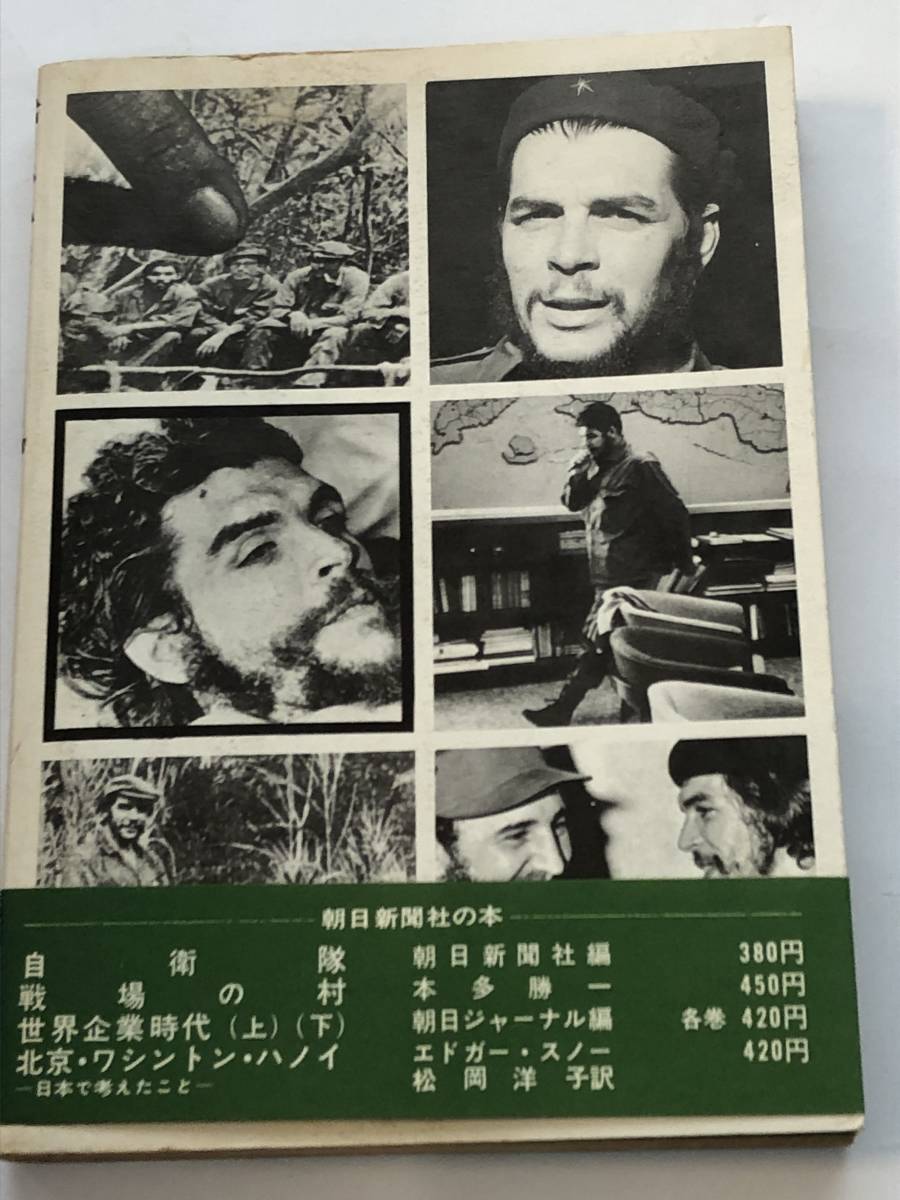 朝日新聞社の本
自衛隊 朝日新聞社編 380円
戦場の村 本多勝一 450円
世界企業時代(上)(下) 朝日ジャーナル編 各巻 420円
北京・ワシントン・ハノイ エドガー・スノー 420円
—日本で考えたこと— 松岡洋子訳